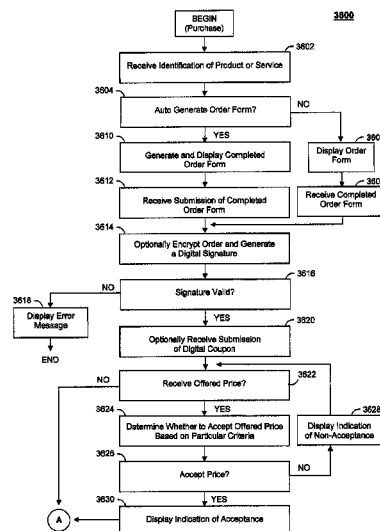 BEGIN
(Purchase)
3800
3602
Receive Identification of Product or Service
3604
Auto Generate Order Form?
NO
YES
3610
Generate and Display Completed
Order Form
Display Order
Form
3612
Receive Submission of Completed
Order Form
Receive Completed
Order Form
3614
Optionally Encrypt Order and Generate
a Digital Signature
3616
Signature Valid?
NO
3618
Display Error
Message
END
YES
3620
Optionally Receive Submission
of Digital Coupon
3622
Receive Offered Price?
NO
YES
3624
Determine Whether to Accept Offered Price
Based on Particular Criteria
3628
Display Indication
of Non-Acceptance
3626
Accept Price?
NO
YES
3630
Display Indication of Acceptance
A